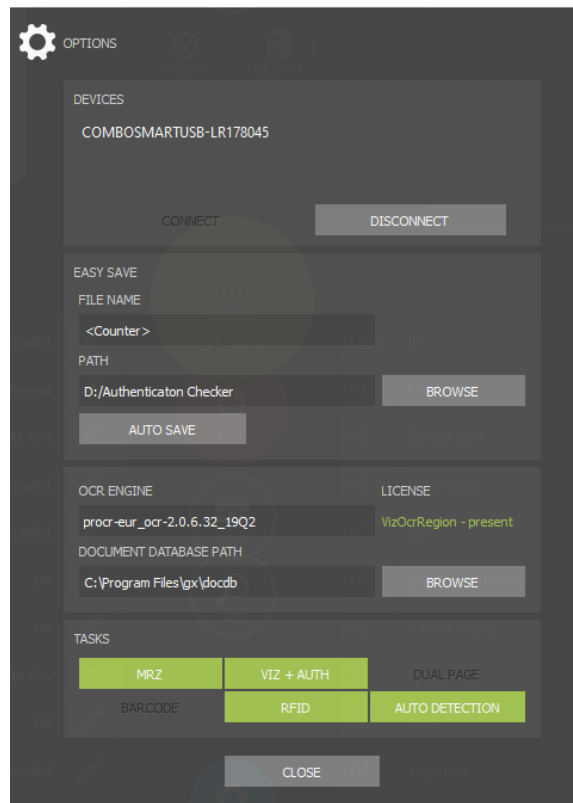 OPTIONS
DEVICES
COMBOSMARTUSB-LR178045
CONNECT
DISCONNECT
EASY SAVE
FILE NAME
<Counter>
PATH
D:/Authenticaton Checker
BROWSE
AUTO SAVE
OCR ENGINE
LICENSE
procr-eur_ocr-2.0.6.32_19Q2
VizOcrRegion - present
DOCUMENT DATABASE PATH
C:\Program Files\gx\docdb
BROWSE
TASKS
MRZ
VIZ + AUTH
DUAL PAGE
BARCODE
RFID
AUTO DETECTION
CLOSE